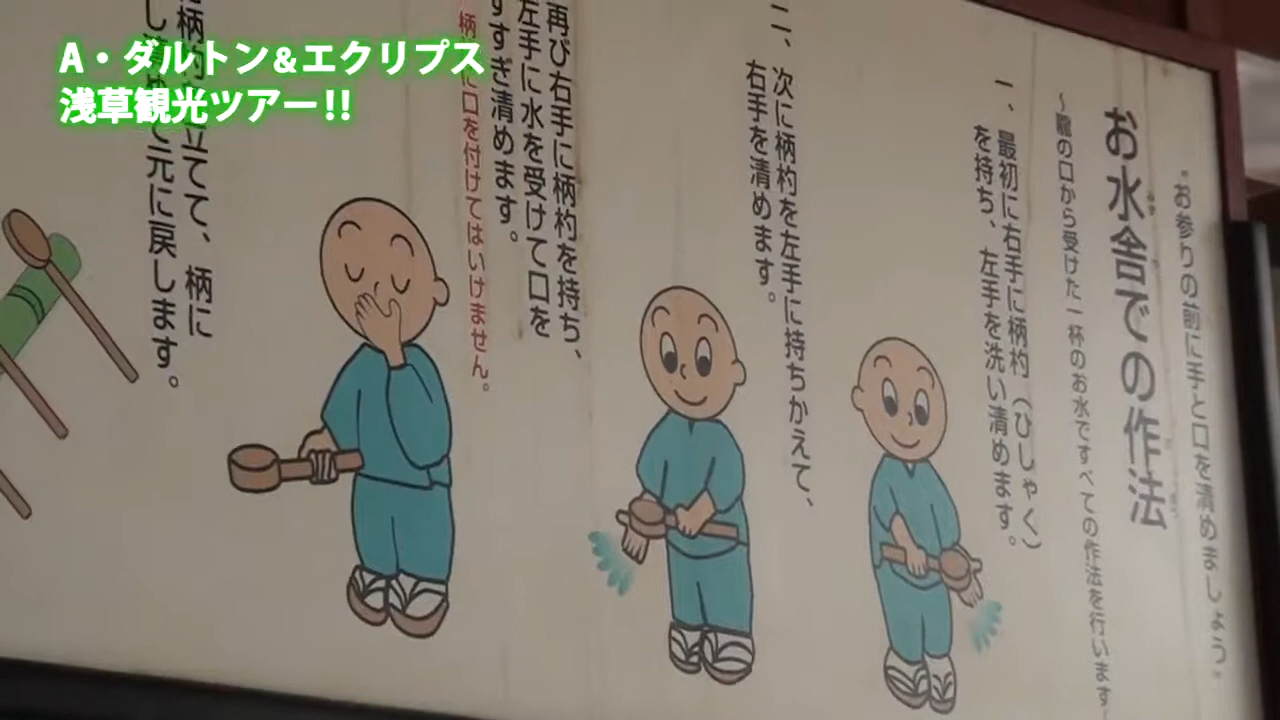 A・ダルトン&エクリプス
浅草観光ツアー!!
お参りの前に手と口を清めましょう。
お水舎での作法
～龍の口から受けた一杯のお水ですべての作法を行います
一、最初に右手に柄杓(ひしゃく)
を持ち、左手を洗い清めます。
二、次に柄杓を左手に持ちかえて、
右手を清めます。
再び右手に柄杓を持ち、
左手に水を受けて口を
すすぎ清めます。
に口を付けてはいけません。
立てて、柄に
元に戻します。